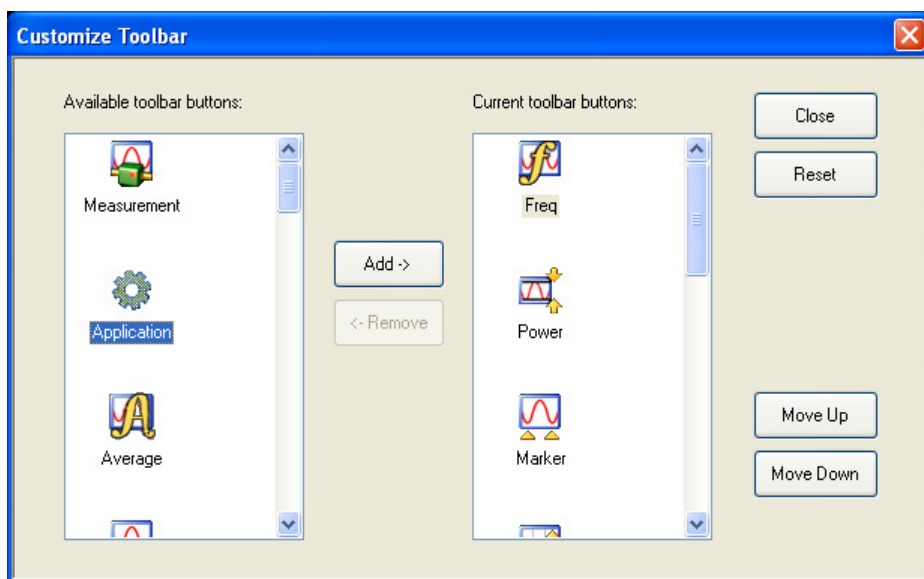 Customize Toolbar
Available toolbar buttons:
Current toolbar buttons:
Close
Reset
Measurement
Freq
Add ->
<- Remove
Application
Power
Average
Marker
Move Up
Move Down